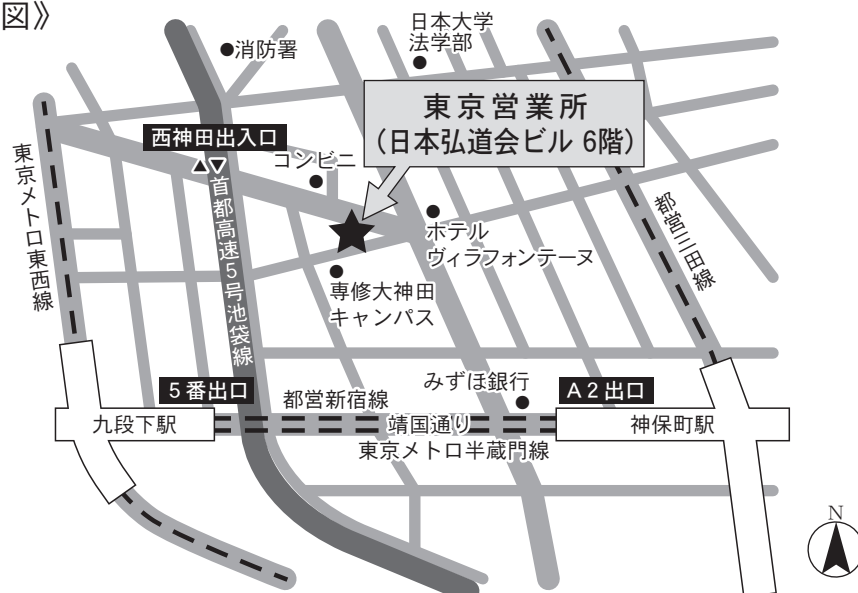 図》
日本大学
法学部
消防署
東京営業所
(日本弘道会ビル 6階)
西神田出入口
コンビニ
東京メトロ東西線
首都高速5号池袋線
都営三田線
ホテル
ヴィラフォンテーヌ
専修大神田
キャンパス
みずほ銀行
5番出口
A2出口
都営新宿線
九段下駅
靖国通り
神保町駅
東京メトロ半蔵門線
N